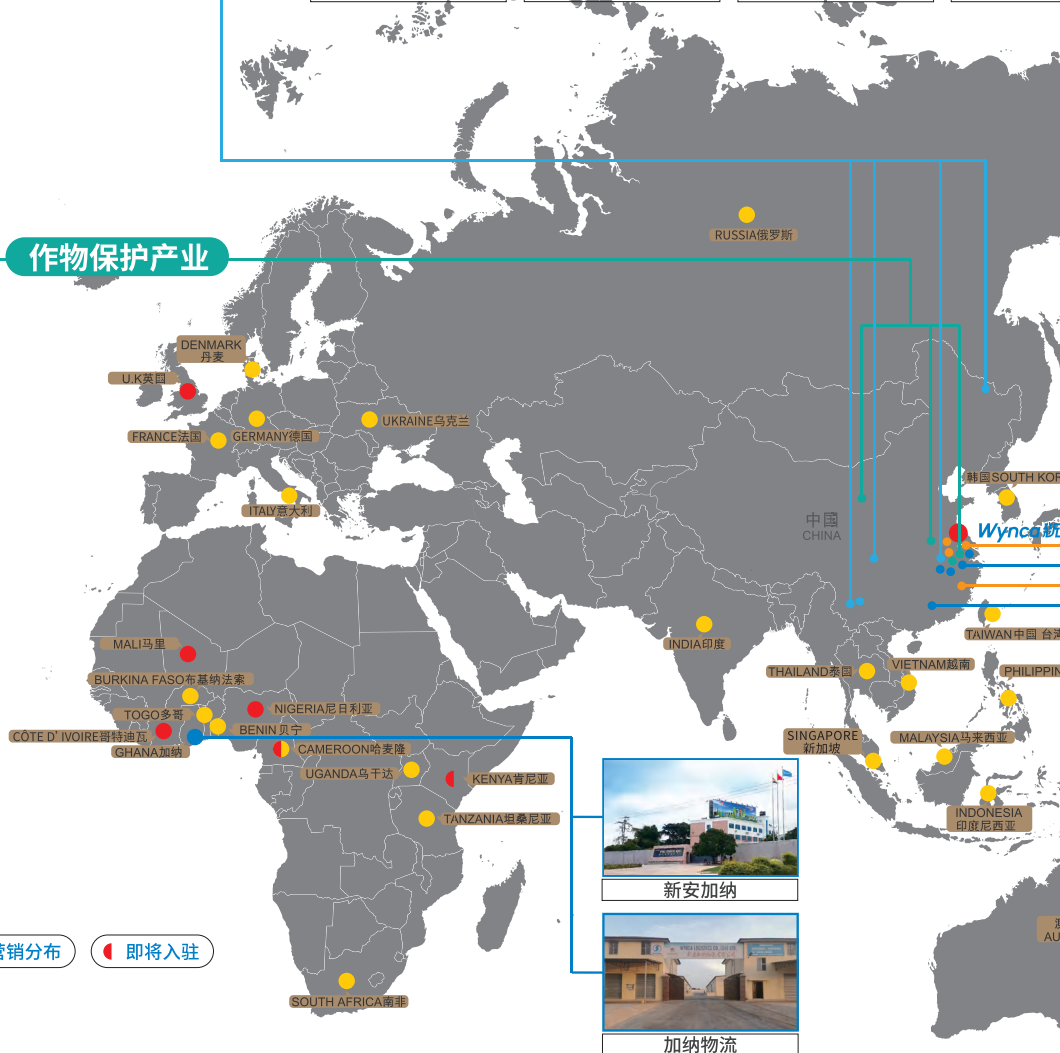 RUSSIA俄罗斯
作物保护产业
DENMARK
丹麦
U.K英国
UKRAINE乌克兰
FRANCE法国
GERMANY德国
ITALY意大利
韩国SOUTH KOR
中国
CHINA
Wynca新
INDIA印度
TAIWAN中国 台湾
MALI马里
THAILAND泰国
VIETNAM越南
PHILIPPIN
BURKINA FASO布基纳法索
NIGERIA尼日利亚
TOGO多哥
BENIN贝宁
CÔTE D' IVOIRE哥特迪瓦
GHANA加纳
CAMEROON哈麦隆
SINGAPORE
新加坡
MALAYSIA马来西亚
UGANDA乌干达
KENYA肯尼亚
TANZANIA坦桑尼亚
INDONESIA
印度尼西亚
新安加纳
营销分布
即将入驻
AU
SOUTH AFRICA南非
加纳物流